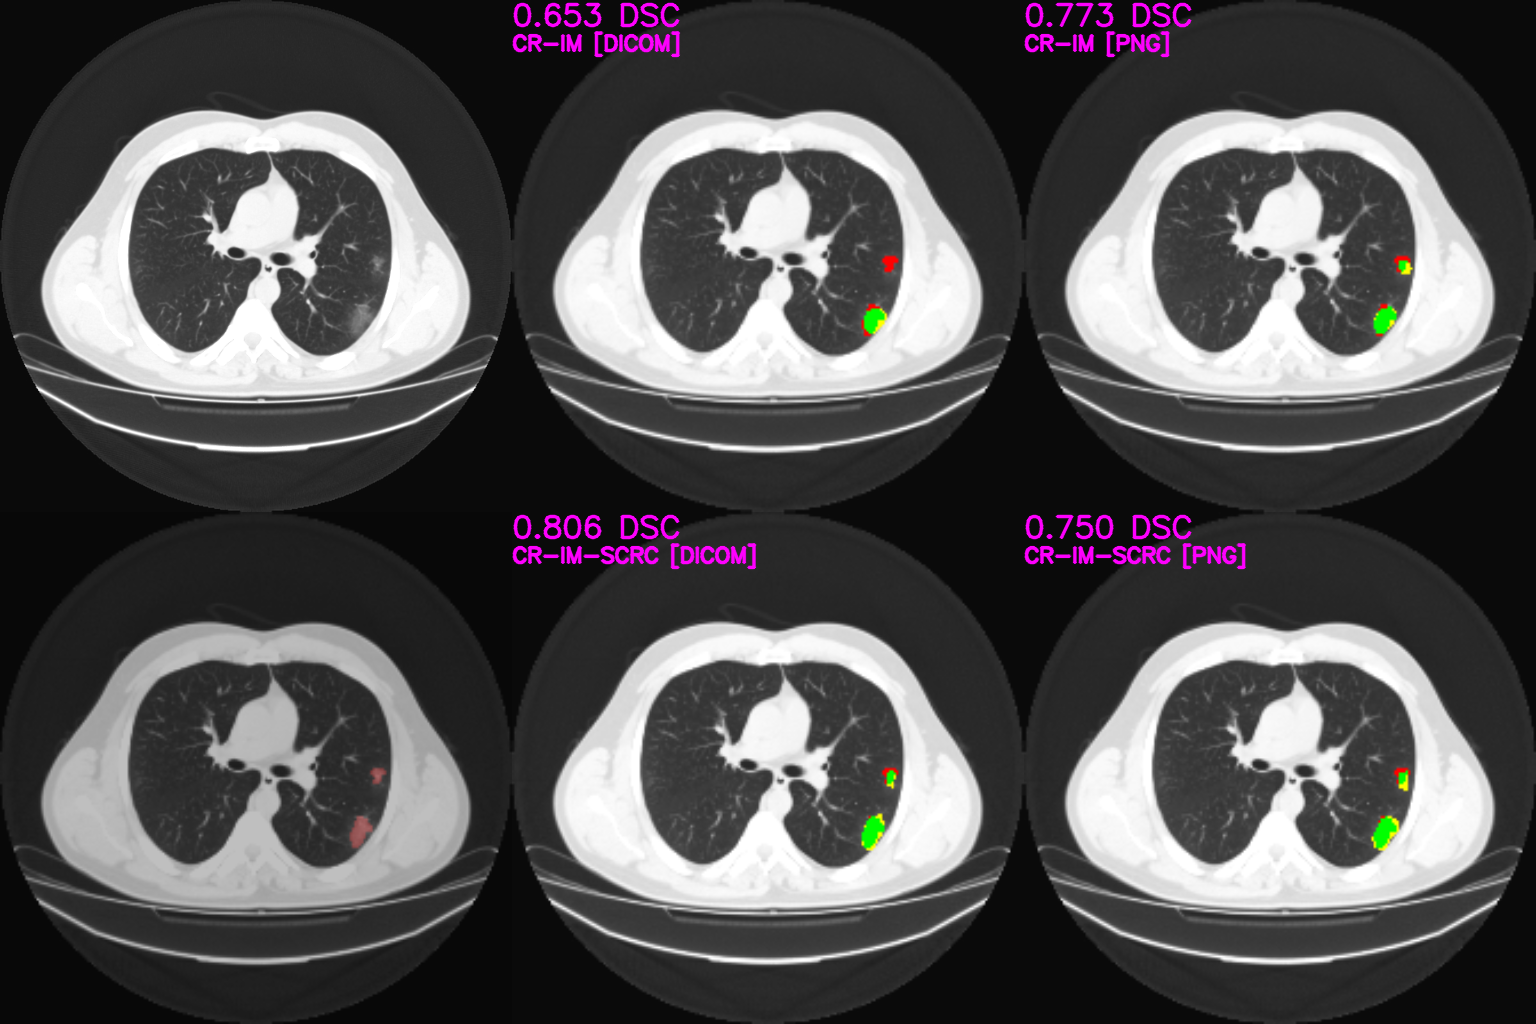 0.653 DSC
CR-IM [DICOM]
0.773 DSC
CR-IM [PNG]
0.806 DSC
CR-IM-SCRC [DICOM]
0.750 DSC
CR-IM-SCRC [PNG]